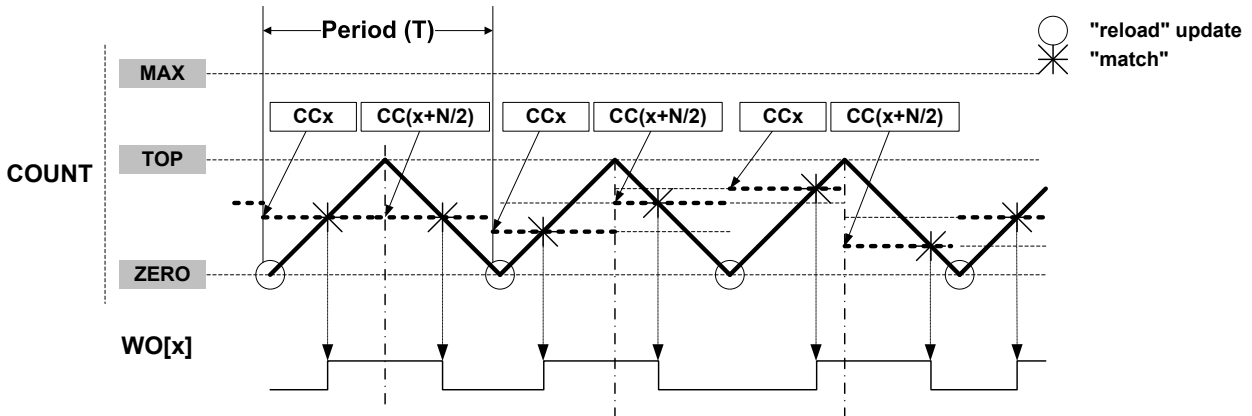 Period (T)
"reload" update
"match"
MAX
CCx
CC(x+N/2)
CCx
CC(x+N/2)
CCx
CC(x+N/2)
TOP
COUNT
ZERO
WO[x]